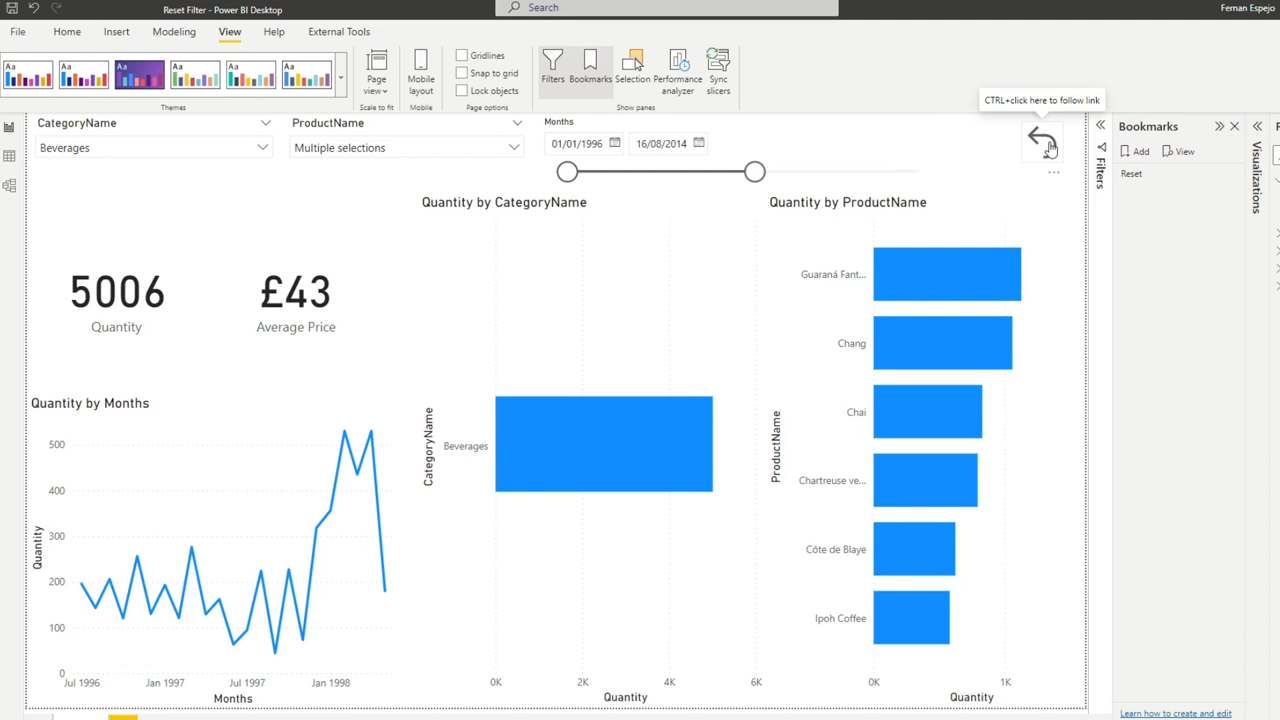 Reset Filter - Power BI Desktop
Search
Fernan Espejo
File
Home
Insert
Modeling
View
Help
External Tools
Aa
Aa
Aa
Aa
Aa
Aa
Themes
Page view
Scale to fit
Mobile layout
Mobile
Gridlines
Snap to grid
Lock objects
Page options
Filters
Bookmarks
Selection
Performance analyzer
Sync slicers
Show panes
CTRL+click here to follow link
CategoryName
Beverages
ProductName
Multiple selections
Months
01/01/1996
16/08/2014
Filters
Bookmarks
Add
View
Reset
Visualizations
5006
Quantity
£43
Average Price
Quantity by Months
Quantity
500
400
300
200
100
0
Jul 1996
Jan 1997
Jul 1997
Jan 1998
Months
Quantity by CategoryName
CategoryName
Beverages
0K
2K
4K
6K
Quantity
Quantity by ProductName
ProductName
Guaraná Fant...
Chang
Chai
Chartreuse ve...
Côte de Blaye
Ipoh Coffee
0K
1K
Quantity
Learn how to create and edit